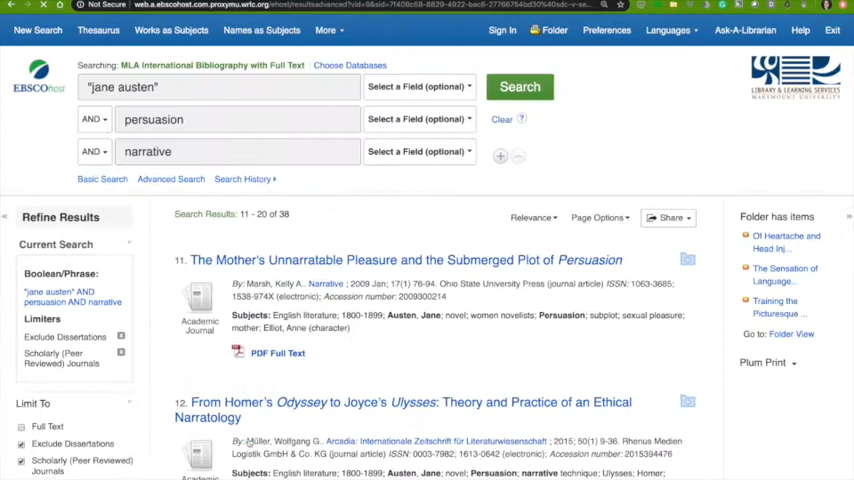 Not Secure web.a.ebscohost.com.proxymu.wrlc.org/ehost/resultsadvanced?vid=8&sid=7f409c68-8829-4922-bac6-27766754bd30%40sdc-v-se...
New Search Thesaurus Works as Subjects Names as Subjects More Sign In Folder Preferences Languages Ask-A-Librarian Help Exit
Searching: MLA International Bibliography with Full Text Choose Databases
EBSCOhost
"jane austen" Select a Field (optional) Search
AND persuasion Select a Field (optional) Clear ?
AND narrative Select a Field (optional)
LIBRARY & LEARNING SERVICES
MARYMOUNT UNIVERSITY
Basic Search Advanced Search Search History
Refine Results
Current Search
Boolean/Phrase:
"jane austen" AND
persuasion AND narrative
Limiters
Exclude Dissertations
Scholarly (Peer
Reviewed) Journals
Limit To
Full Text
Exclude Dissertations
Scholarly (Peer Reviewed)
Journals
Search Results: 11 - 20 of 38
Relevance Page Options Share
11. The Mother's Unnarratable Pleasure and the Submerged Plot of Persuasion
By: Marsh, Kelly A.. Narrative ; 2009 Jan; 17(1) 76-94. Ohio State University Press (journal article) ISSN: 1063-3685;
1538-974X (electronic); Accession number: 2009300214
Academic
Journal
Subjects: English literature; 1800-1899; Austen, Jane; novel; women novelists; Persuasion; subplot; sexual pleasure;
mother; Elliot, Anne (character)
PDF Full Text
12. From Homer's Odyssey to Joyce's Ulysses: Theory and Practice of an Ethical
Narratology
By: Müller, Wolfgang G.. Arcadia: Internationale Zeitschrift für Literaturwissenschaft ; 2015; 50(1) 9-36. Rhenus Medien
Logistik GmbH & Co. KG (journal article) ISSN: 0003-7982; 1613-0642 (electronic); Accession number: 2015394476
Academic
Subjects: English literature; 1800-1899; Austen, Jane; novel; Persuasion; narrative technique; Ulysses; Homer;
Folder has items
Of Heartache and
Head Inj...
The Sensation of
Language...
Training the
Picturesque ...
Go to: Folder View
Plum Print